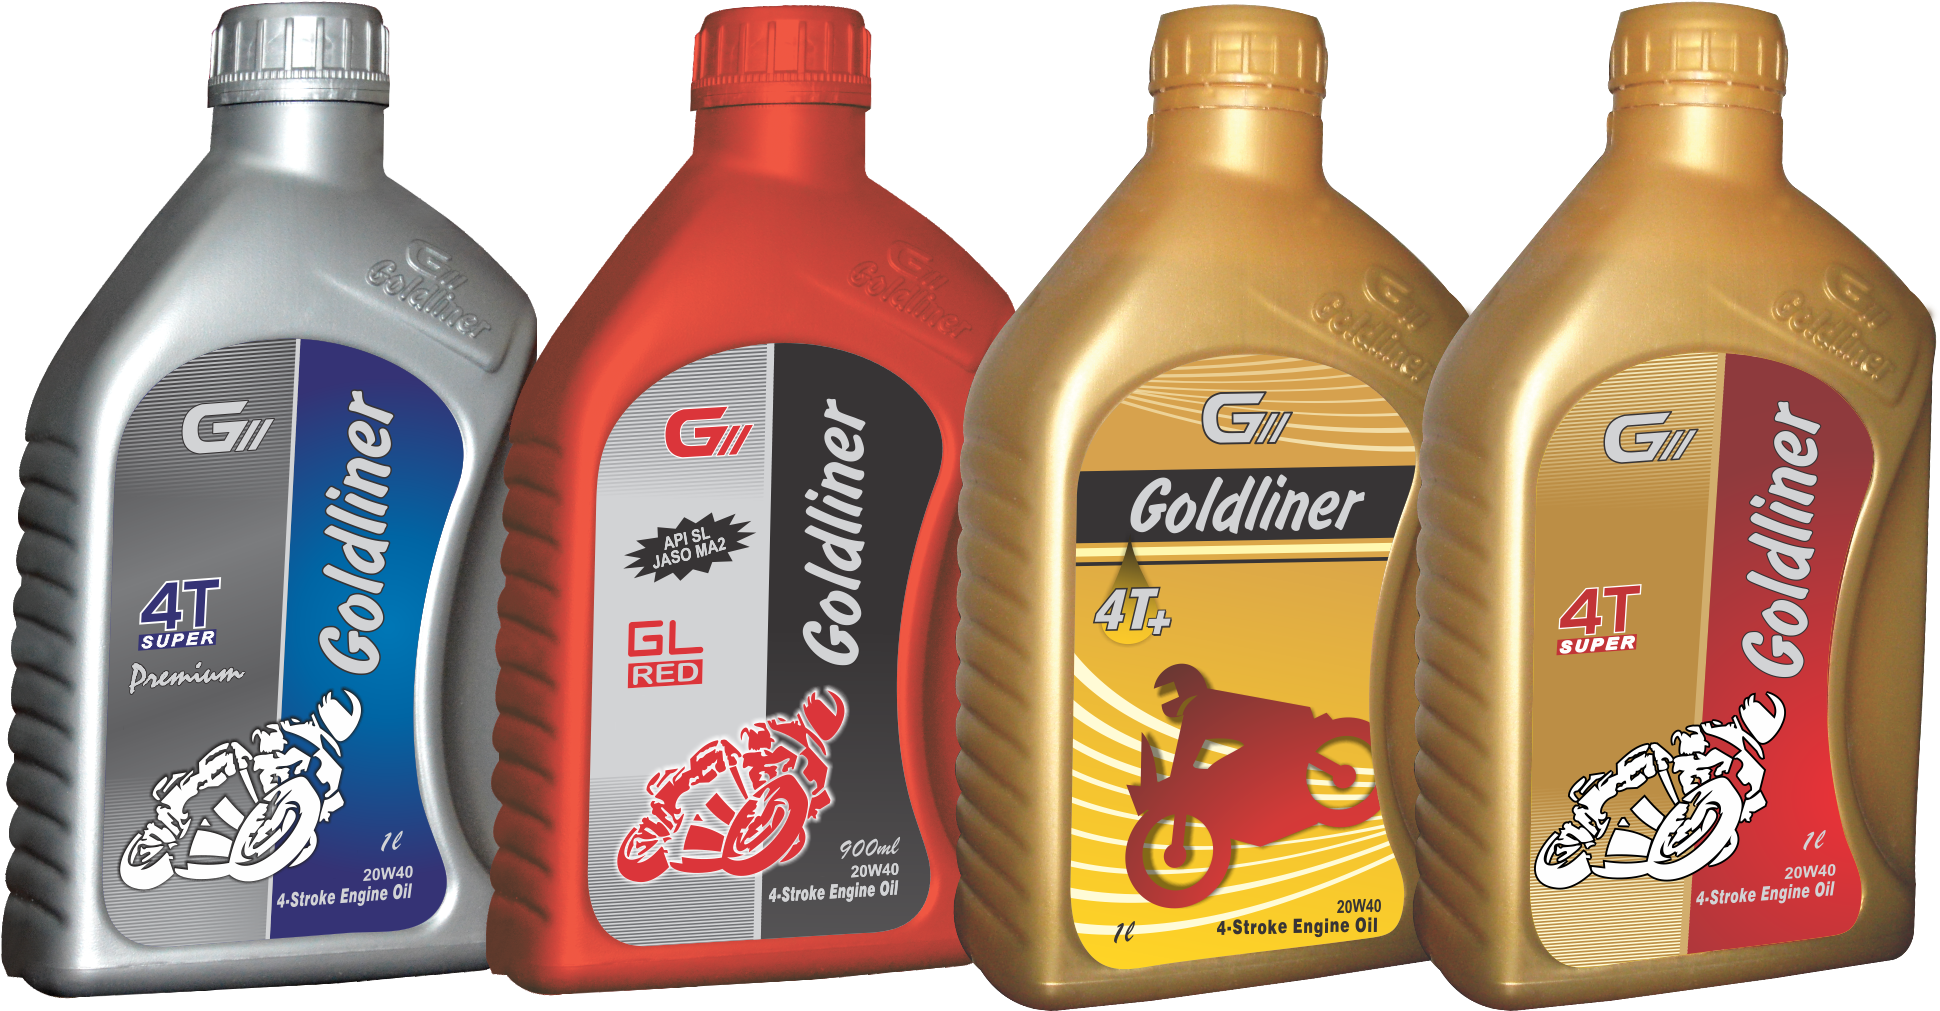 G
Goldliner
G
Goldliner
4T
SUPER
Premium
1l
20W40
4-Stroke Engine Oil
G
Goldliner
G
Goldliner
API SL
JASO MA2
GL
RED
900ml
20W40
4-Stroke Engine Oil
G
Goldliner
G
Goldliner
4T+
20W40
1l
4-Stroke Engine Oil
G
Goldliner
G
Goldliner
4T
SUPER
1l
20W40
4-Stroke Engine Oil